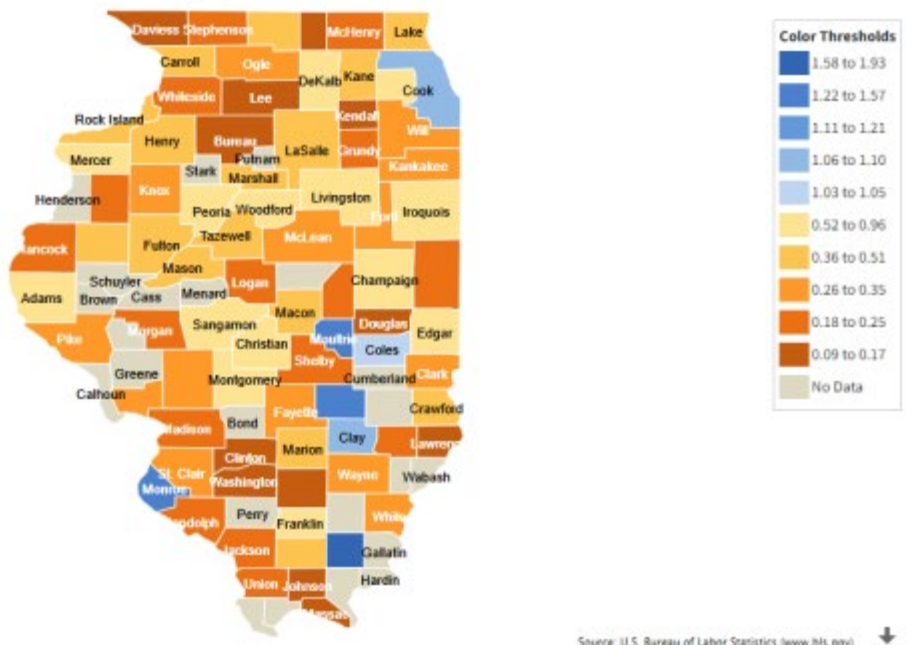 Daviess Stephenson McHenry Lake
Carroll Ogle
DeKalb Kane Cook
Whiteside Lee
Kendall
Rock Island Will
Henry Bureau LaSalle Grundy
Putnam
Mercer Kankakee
Stark Marshall
Henderson Knox Livingston
Peoria Woodford Ford Iroquois
Tazewell McLean
ancock Fulton
Mason
Schuyler Logan Champaign
Adams Brown Cass Menard
Macon
Pike Morgan Sangamon Moultrie Douglas Edgar
Christian
Shelby Coles
Greene Montgomery Cumberland Clark
Calhoun
Fayette Crawford
Madison Bond Clay
Marion Lawren
Clinton
St. Clair Wayne
Washington Wabash
Monroe
Perry Franklin White
ndolph
Jackson Gallatin
Union Johnson Hardin
Massac
Color Thresholds
1.58 to 1.93
1.22 to 1.57
1.11 to 1.21
1.06 to 1.10
1.03 to 1.05
0.52 to 0.96
0.36 to 0.51
0.26 to 0.35
0.18 to 0.25
0.09 to 0.17
No Data
Source: U.S. Bureau of Labor Statistics (www.bls.gov)